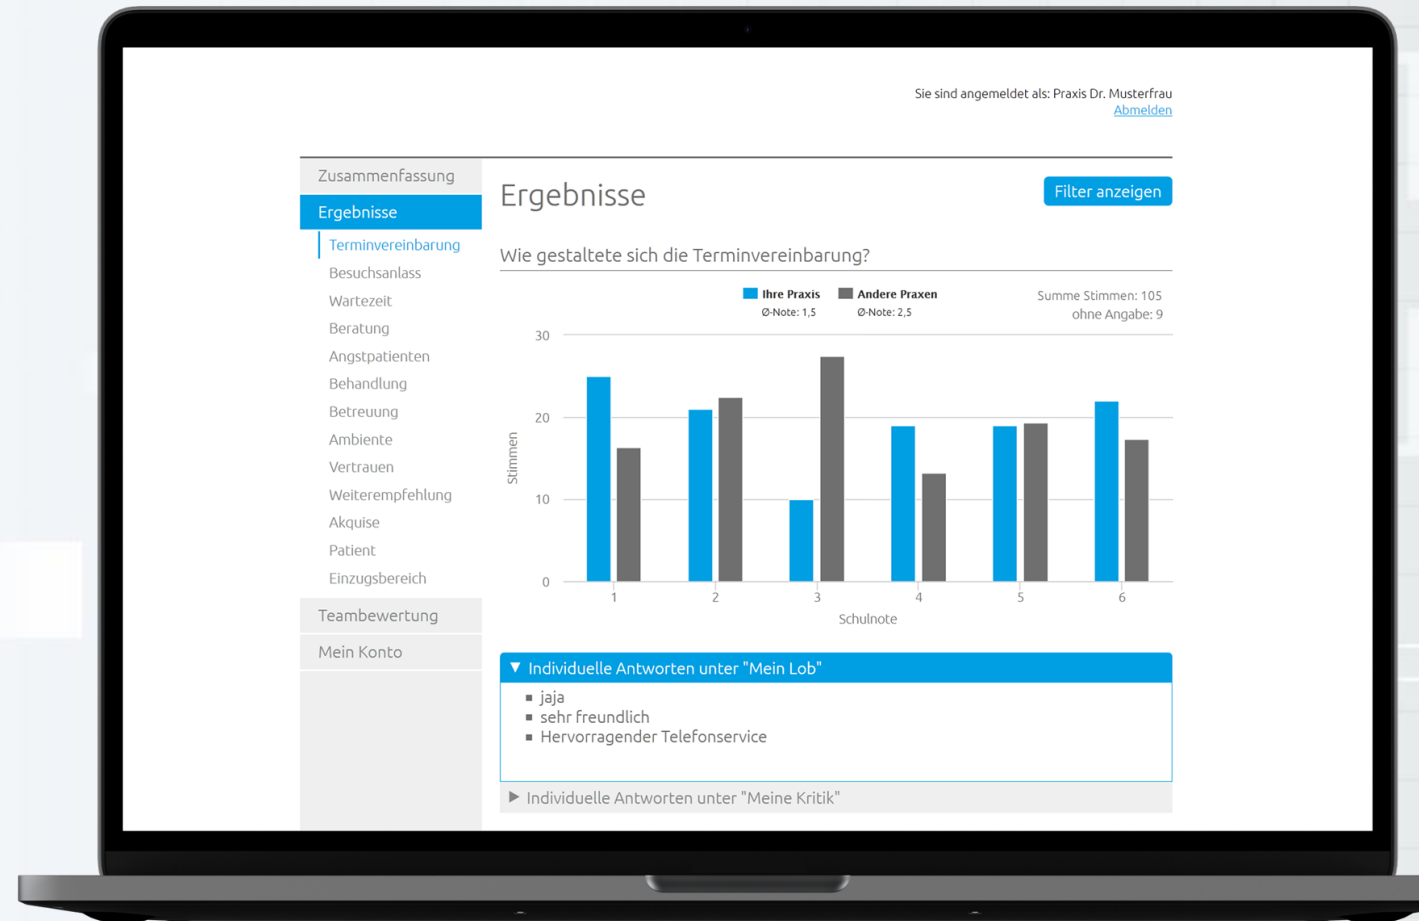 Sie sind angemeldet als: Praxis Dr. Musterfrau
Abmelden
Zusammenfassung
Ergebnisse
Terminvereinbarung
Besuchsanlass
Wartezeit
Beratung
Angstpatienten
Behandlung
Betreuung
Ambiente
Vertrauen
Weiterempfehlung
Akquise
Patient
Einzugsbereich
Teambewertung
Mein Konto
Ergebnisse
Filter anzeigen
Wie gestaltete sich die Terminvereinbarung?
Ihre Praxis Andere Praxen
Ø-Note: 1,5 Ø-Note: 2,5
Summe Stimmen: 105
ohne Angabe: 9
30
20
10
0
Stimmen
1 2 3 4 5 6
Schulnote
▼ Individuelle Antworten unter "Mein Lob"
▪ jaja
▪ sehr freundlich
▪ Hervorragender Telefonservice
▶ Individuelle Antworten unter "Meine Kritik"